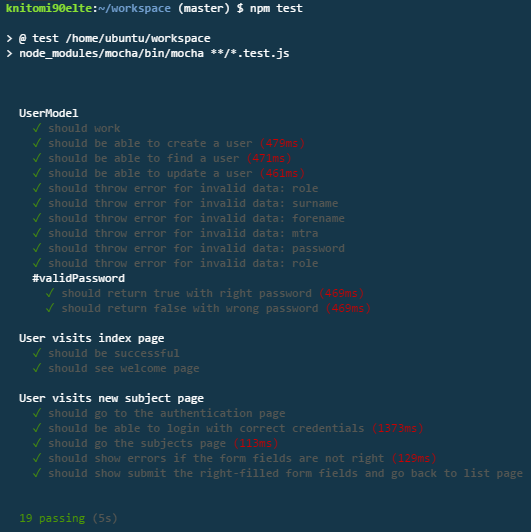 knitomi90elte:~/workspace (master) $ npm test
> @ test /home/ubuntu/workspace
> node_modules/mocha/bin/mocha **/*.test.js
UserModel
✓ should work
✓ should be able to create a user (479ms)
✓ should be able to find a user (471ms)
✓ should be able to update a user (461ms)
✓ should throw error for invalid data: role
✓ should throw error for invalid data: surname
✓ should throw error for invalid data: forename
✓ should throw error for invalid data: mtra
✓ should throw error for invalid data: password
✓ should throw error for invalid data: role
#validPassword
✓ should return true with right password (465ms)
✓ should return false with wrong password (469ms)
User visits index page
✓ should be successful
✓ should see welcome page
User visits new subject page
✓ should go to the authentication page
✓ should be able to login with correct credentials (1373ms)
✓ should go the subjects page (113ms)
✓ should show errors if the form fields are not right (129ms)
✓ should show submit the right-filled form fields and go back to list page
19 passing (5s)